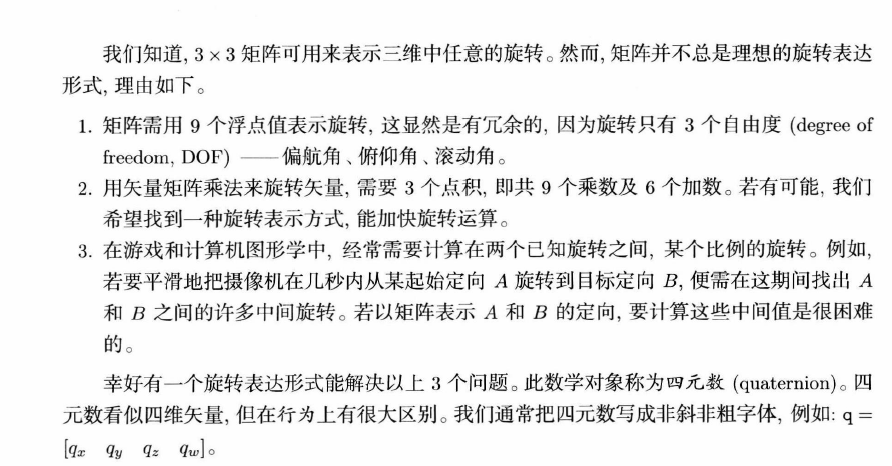 我们知道, 3 × 3 矩阵可用来表示三维中任意的旋转。然而, 矩阵并不总是理想的旋转表达
形式, 理由如下。
1. 矩阵需用 9 个浮点值表示旋转, 这显然是有冗余的, 因为旋转只有 3 个自由度 (degree of
freedom, DOF) ——偏航角、俯仰角、滚动角。
2. 用矢量矩阵乘法来旋转矢量, 需要 3 个点积, 即共 9 个乘数及 6 个加数。若有可能, 我们
希望找到一种旋转表示方式, 能加快旋转运算。
3. 在游戏和计算机图形学中, 经常需要计算在两个已知旋转之间, 某个比例的旋转。例如,
若要平滑地把摄像机在几秒内从某起始定向 A 旋转到目标定向 B, 便需在这期间找出 A
和 B 之间的许多中间旋转。若以矩阵表示 A 和 B 的定向, 要计算这些中间值是很困难
的。
幸好有一个旋转表达形式能解决以上 3 个问题。此数学对象称为四元数 (quaternion)。四
元数看似四维矢量, 但在行为上有很大区别。我们通常把四元数写成非斜非粗字体, 例如: q =
[qx qy qz qw]。